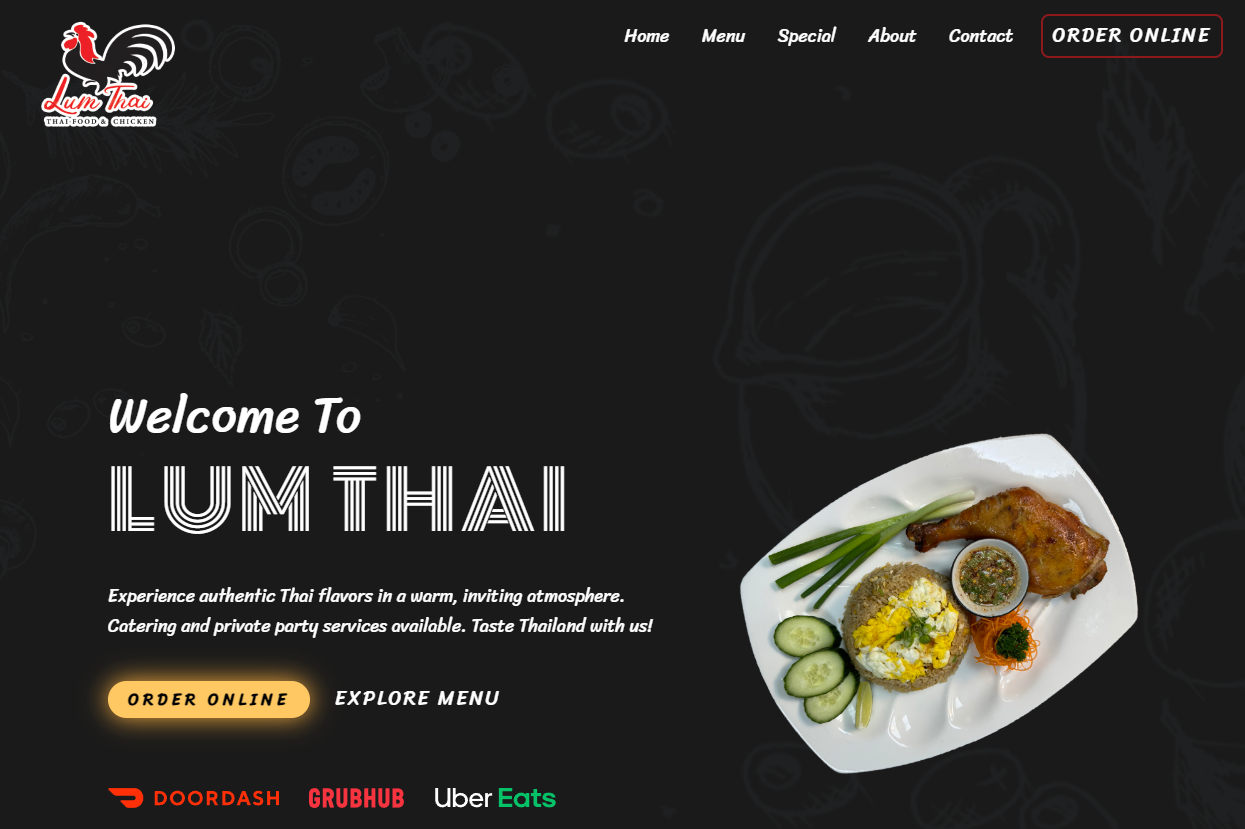 Lum Thai
THAI FOOD & CHICKEN
Home Menu Special About Contact ORDER ONLINE
Welcome To
LUM THAI
Experience authentic Thai flavors in a warm, inviting atmosphere.
Catering and private party services available. Taste Thailand with us!
ORDER ONLINE EXPLORE MENU
DOORDASH GRUBHUB Uber Eats